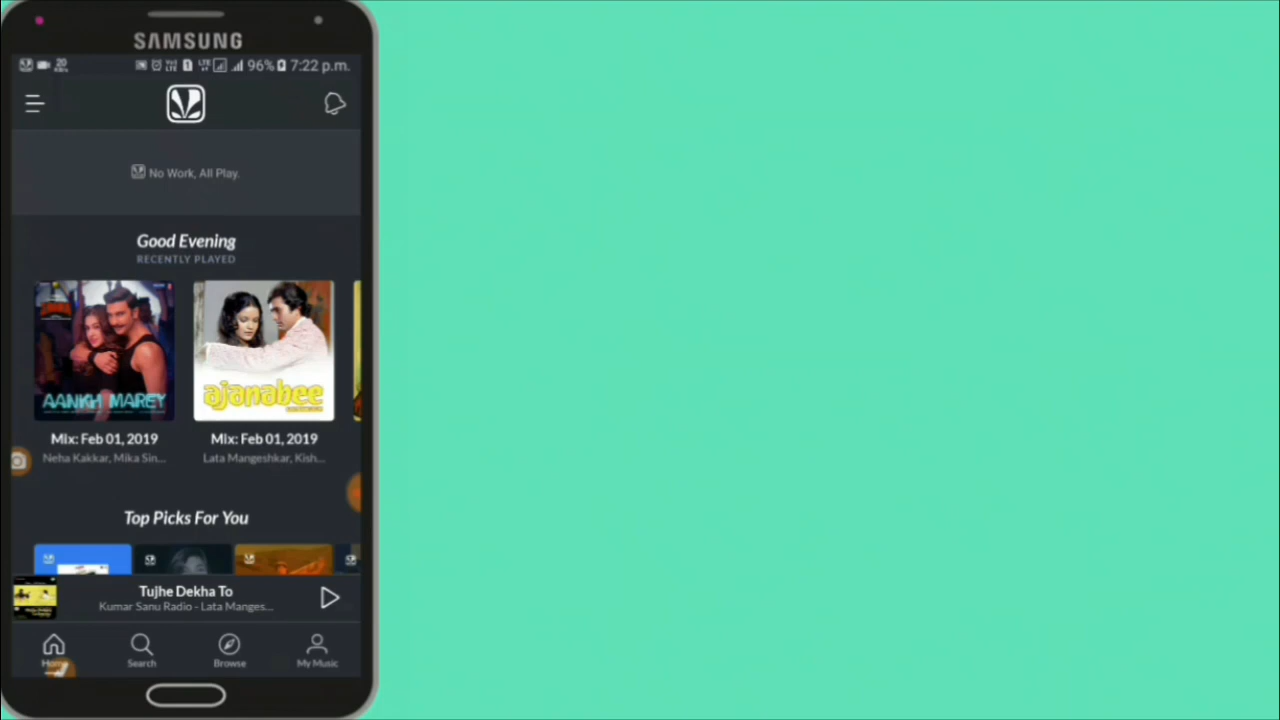 SAMSUNG
96% 7:22 p.m.
No Work, All Play.
Good Evening
RECENTLY PLAYED
AANKH MAREY
ajanabee
Mix: Feb 01, 2019
Mix: Feb 01, 2019
Neha Kakkar, Mika Sin...
Lata Mangeshkar, Kish...
Top Picks For You
Tujhe Dekha To
Kumar Sanu Radio - Lata Manges...
Home
Search
Browse
My Music